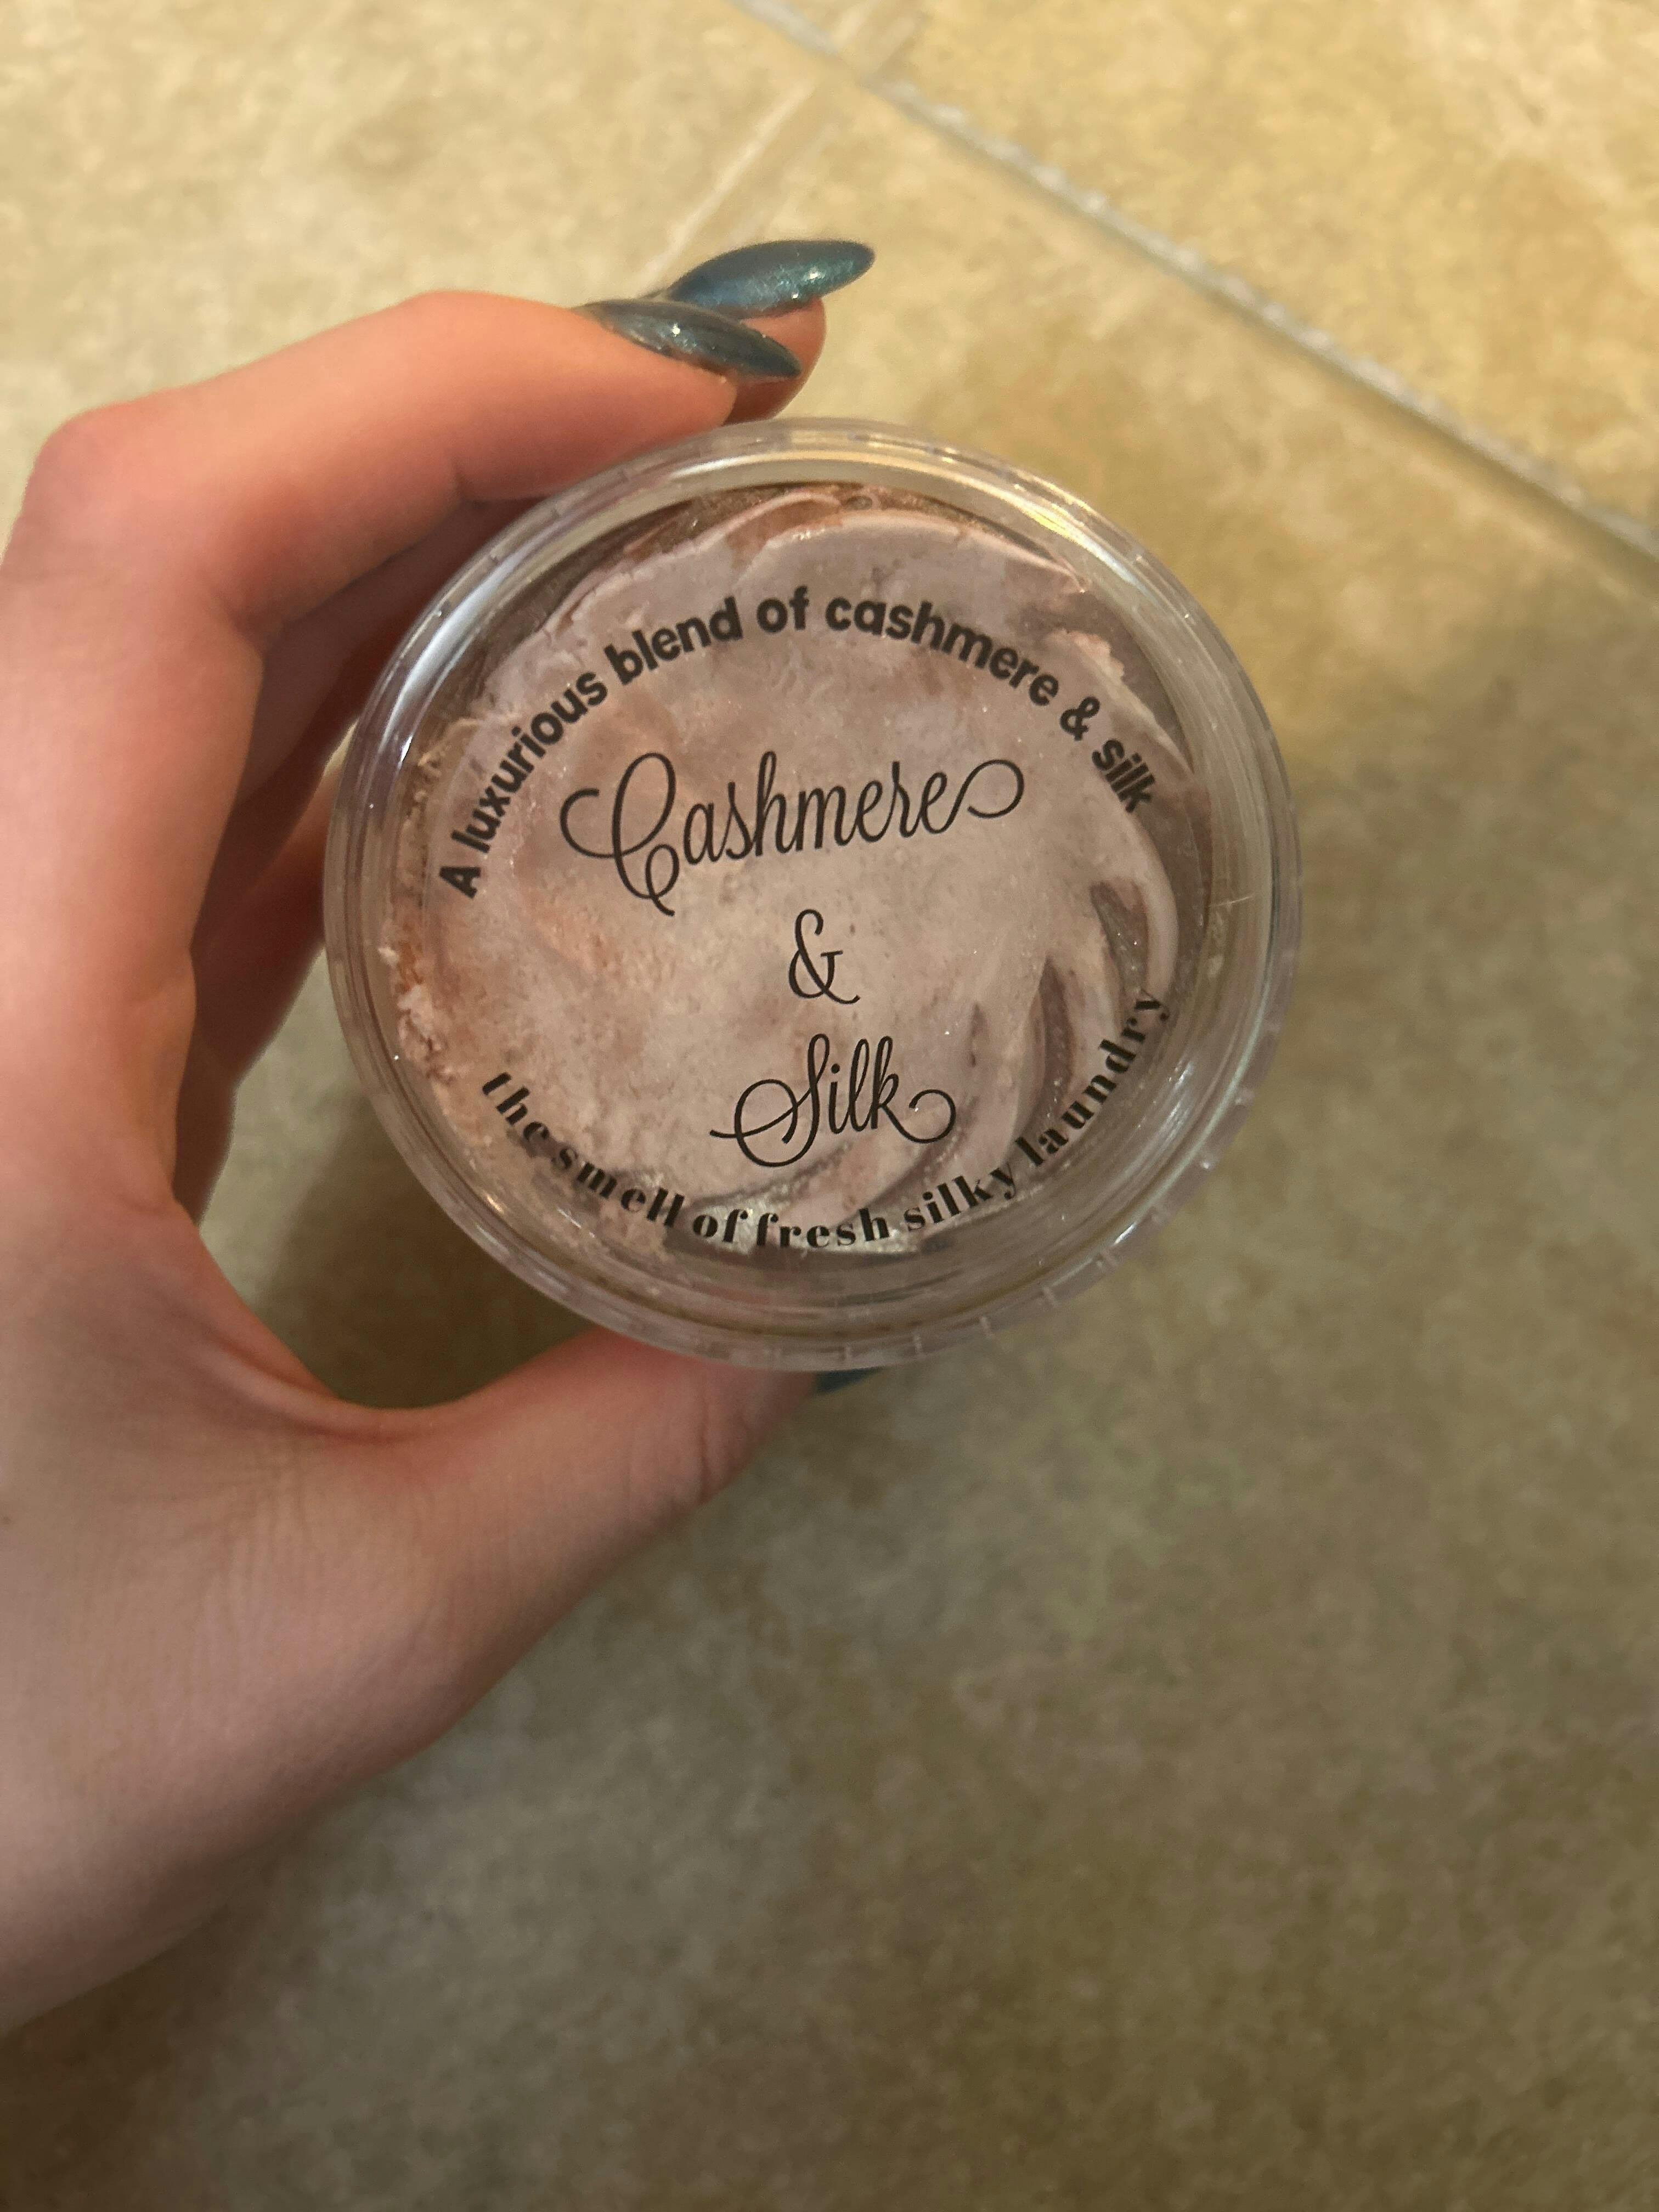 A luxurious blend of cashmere & silk
Cashmere
&
Silk
the smell of fresh silky laundry